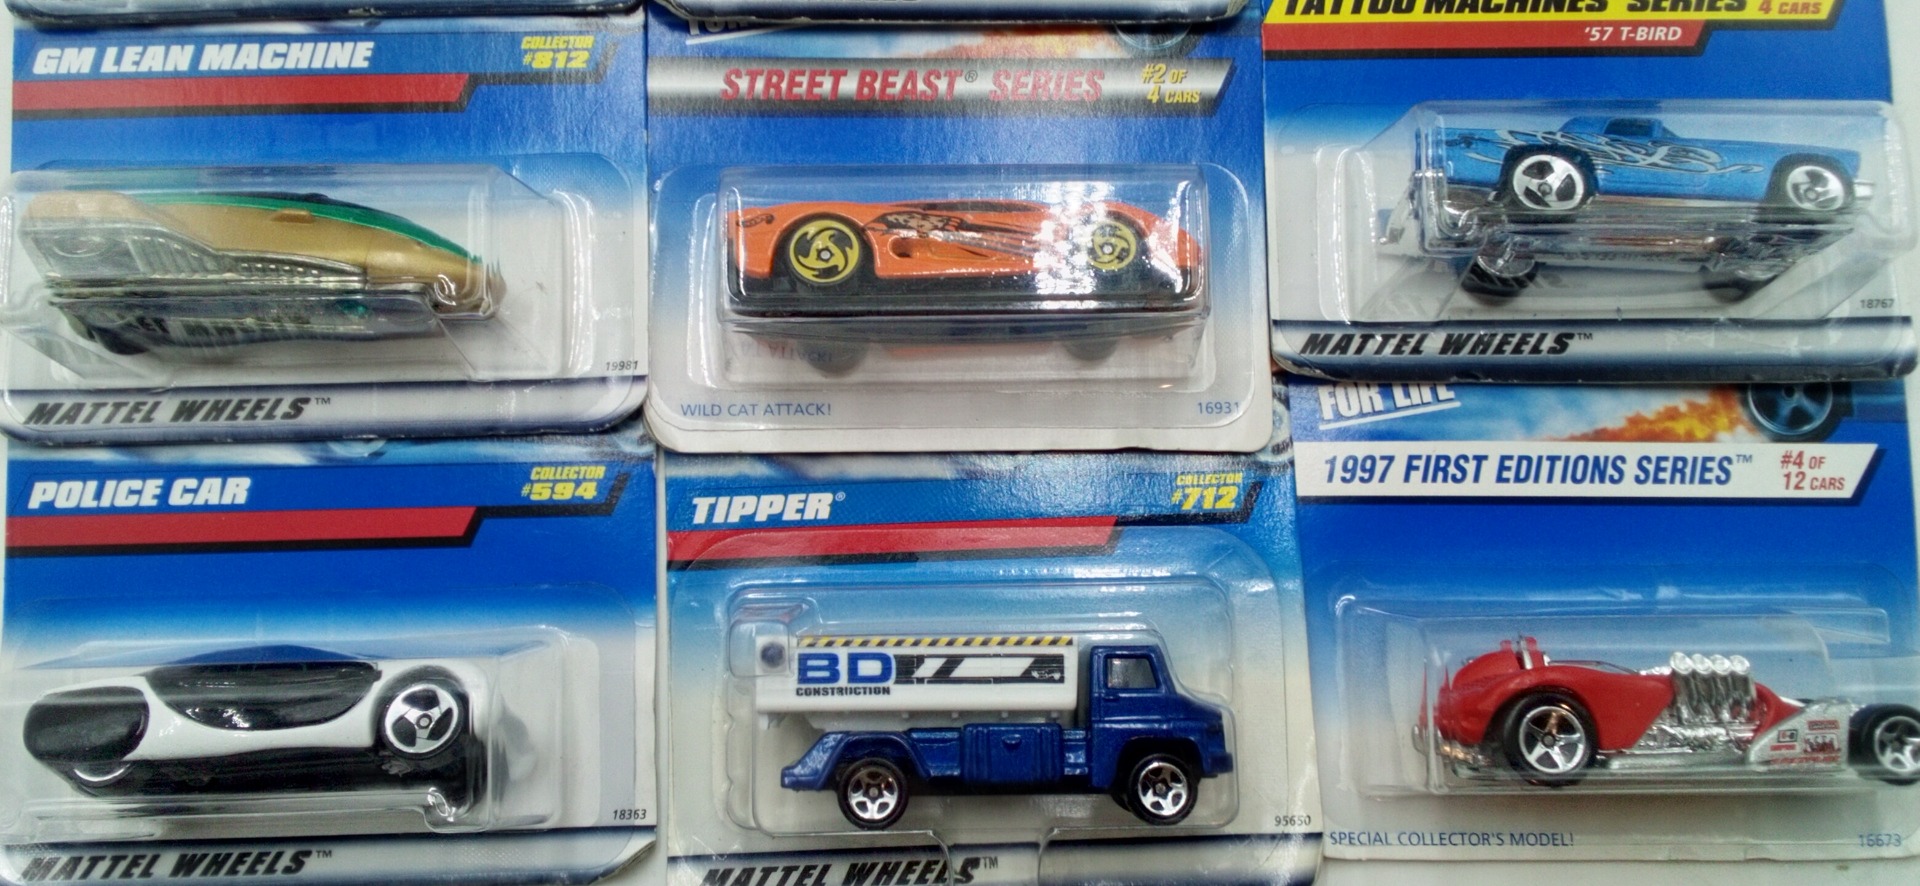 WHEELS
GM LEAN MACHINE
COLLECTOR
#812
19981
MATTEL WHEELS™
FOR
STREET BEAST® SERIES
#2 OF
4 CARS
WILD CAT ATTACK!
16931
TATTOO MACHINES SERIES
4 CARS
'57 T-BIRD
18767
MATTEL WHEELS™
POLICE CAR
COLLECTOR
#594
18363
MATTEL WHEELS™
TIPPER®
COLLECTOR
#712
BD
CONSTRUCTION
95650
MATTEL WHEELS™
FOR LIFE
1997 FIRST EDITIONS SERIES™
#4 OF
12 CARS
SPECIAL COLLECTOR'S MODEL!
16673